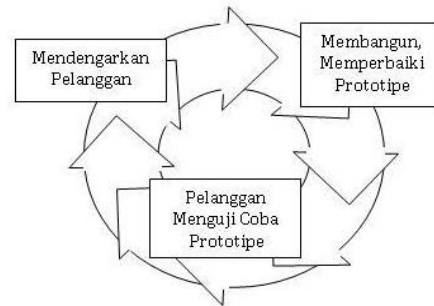 Mendengarkan
Pelanggan
Membangun,
Memperbaiki
Prototipe
Pelanggan
Menguji Coba
Prototipe